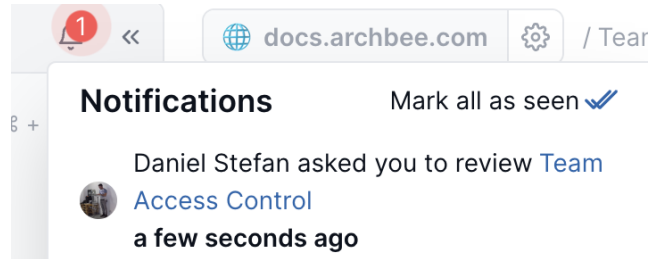 1
«
docs.archbee.com
/ Tear
Notifications
Mark all as seen
⌘ +
Daniel Stefan asked you to review Team
Access Control
a few seconds ago